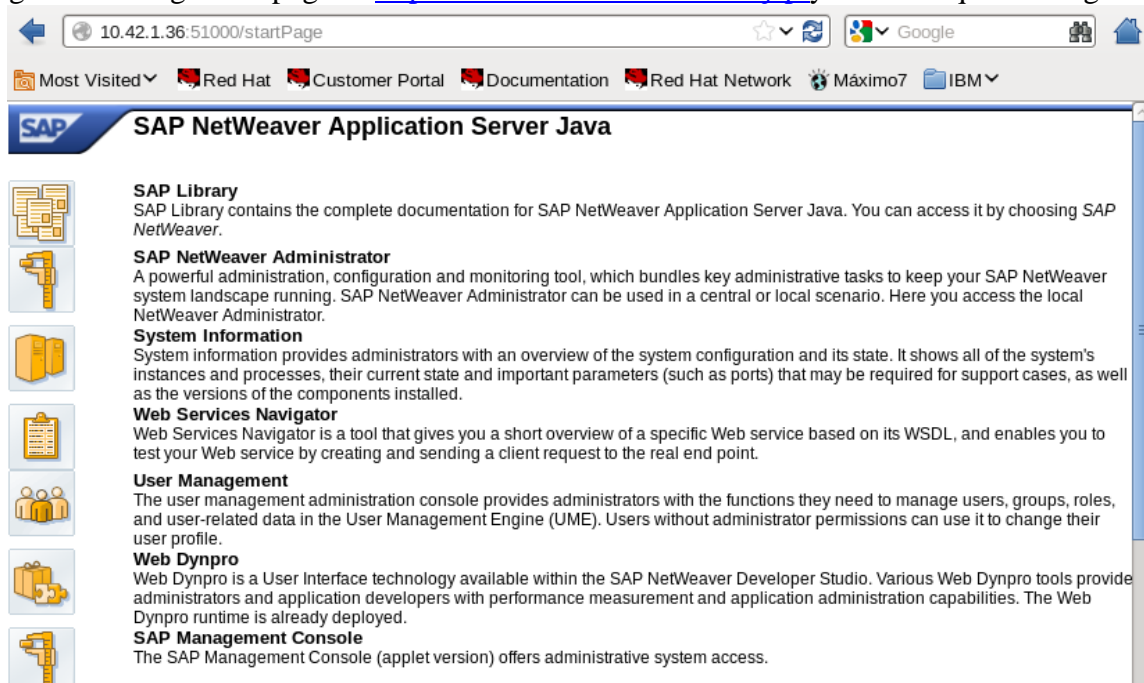 10.42.1.36:51000/startPage
Google
Most Visited
Red Hat
Customer Portal
Documentation
Red Hat Network
Máximo7
IBM
SAP
SAP NetWeaver Application Server Java
SAP Library
SAP Library contains the complete documentation for SAP NetWeaver Application Server Java. You can access it by choosing SAP
NetWeaver.
SAP NetWeaver Administrator
A powerful administration, configuration and monitoring tool, which bundles key administrative tasks to keep your SAP NetWeaver
system landscape running. SAP NetWeaver Administrator can be used in a central or local scenario. Here you access the local
NetWeaver Administrator.
System Information
System information provides administrators with an overview of the system configuration and its state. It shows all of the system's
instances and processes, their current state and important parameters (such as ports) that may be required for support cases, as well
as the versions of the components installed.
Web Services Navigator
Web Services Navigator is a tool that gives you a short overview of a specific Web service based on its WSDL, and enables you to
test your Web service by creating and sending a client request to the real end point.
User Management
The user management administration console provides administrators with the functions they need to manage users, groups, roles,
and user-related data in the User Management Engine (UME). Users without administrator permissions can use it to change their
user profile.
Web Dynpro
Web Dynpro is a User Interface technology available within the SAP NetWeaver Developer Studio. Various Web Dynpro tools provide
administrators and application developers with performance measurement and application administration capabilities. The Web
Dynpro runtime is already deployed.
SAP Management Console
The SAP Management Console (applet version) offers administrative system access.